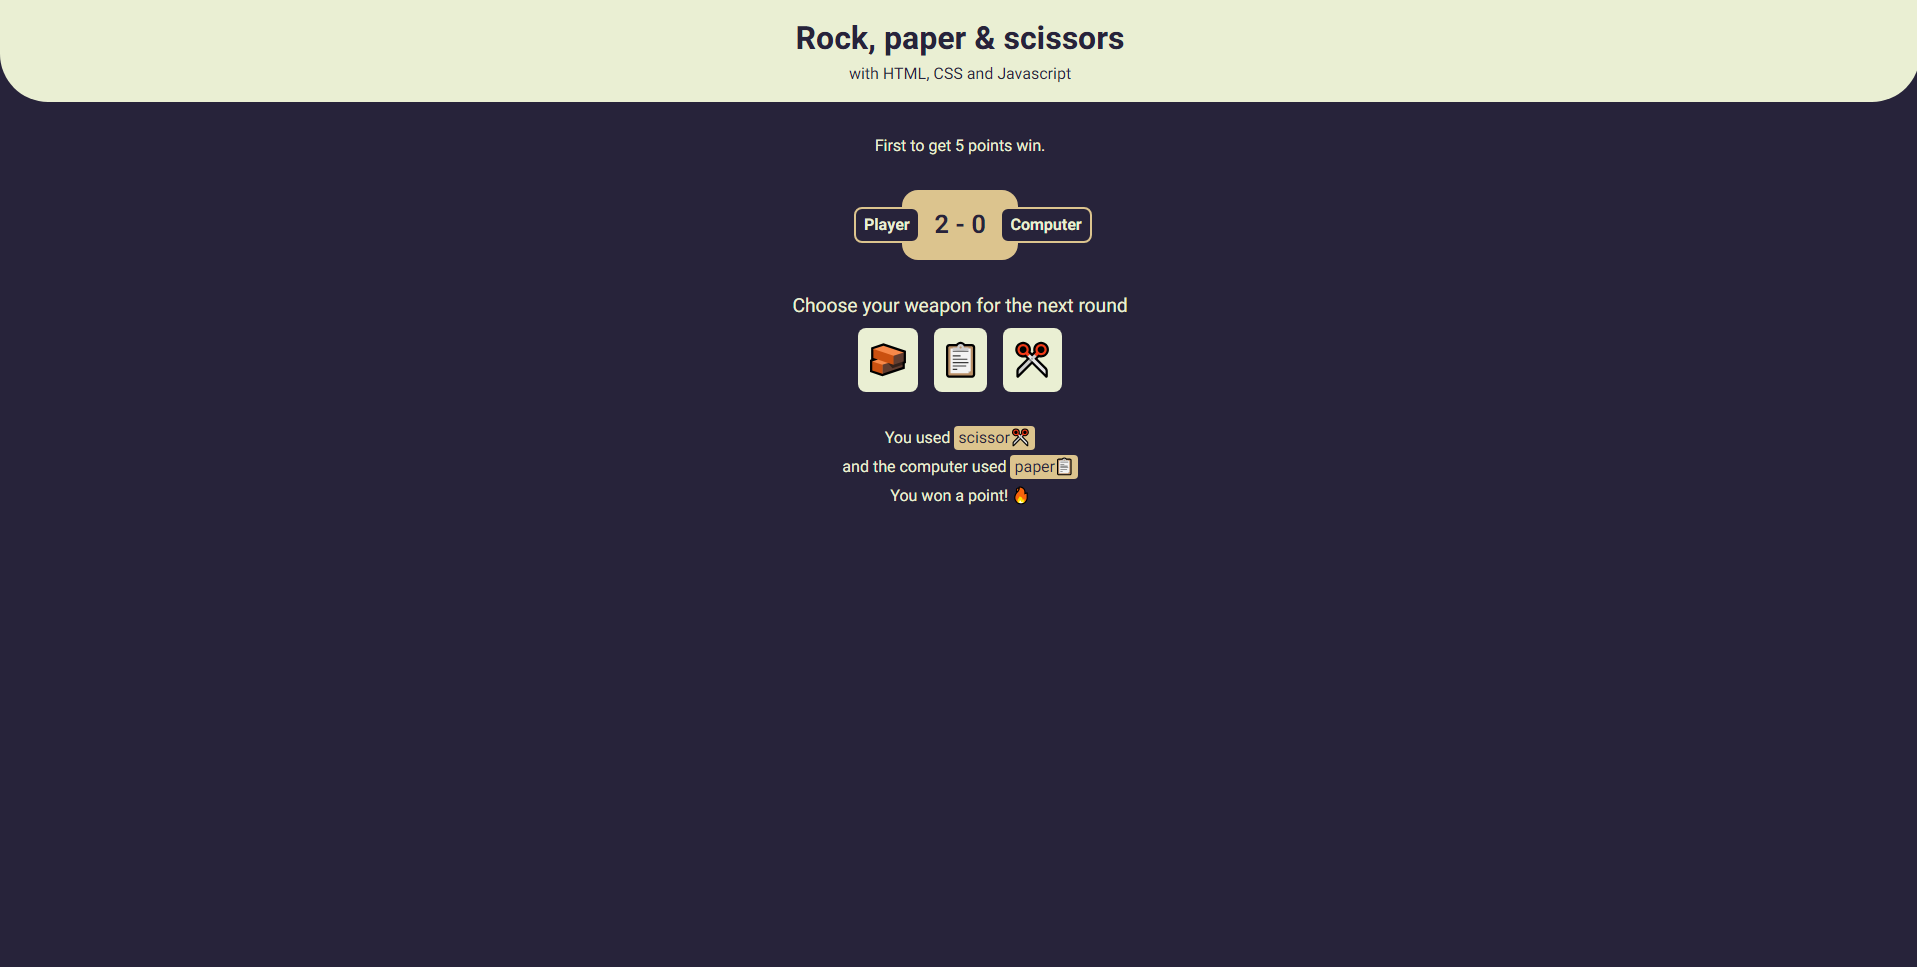 Rock, paper & scissors
with HTML, CSS and Javascript
First to get 5 points win.
Player 2 - 0 Computer
Choose your weapon for the next round
You used scissor
and the computer used paper
You won a point!